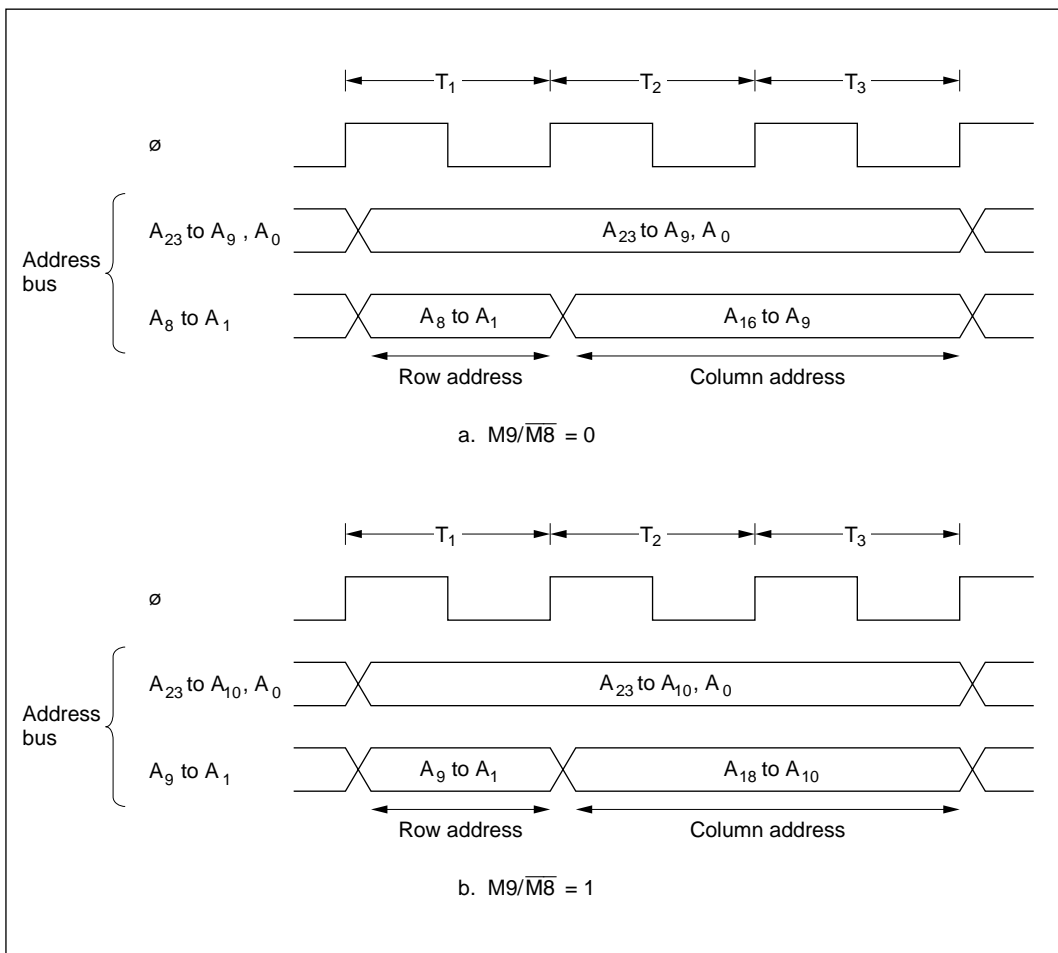 T₁ T₂ T₃
ø
Address
bus
A₂₃ to A₉ , A₀
A₂₃ to A₉, A₀
A₈ to A₁
A₈ to A₁
A₁₆ to A₉
Row address
Column address
a. M9/M̅8̅ = 0
T₁ T₂ T₃
ø
Address
bus
A₂₃ to A₁₀, A₀
A₂₃ to A₁₀, A₀
A₉ to A₁
A₉ to A₁
A₁₈ to A₁₀
Row address
Column address
b. M9/M̅8̅ = 1